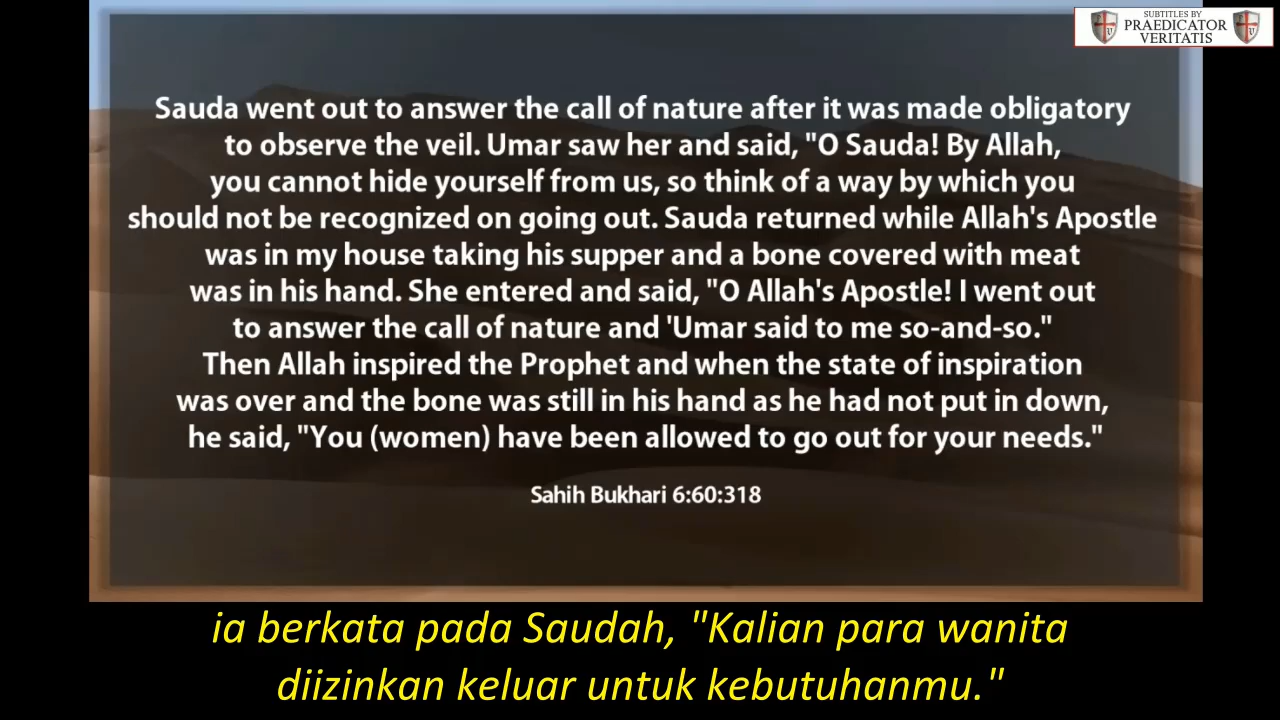 SUBTITLES BY
PRAEDICATOR
VERITATIS
Sauda went out to answer the call of nature after it was made obligatory
to observe the veil. Umar saw her and said, "O Sauda! By Allah,
you cannot hide yourself from us, so think of a way by which you
should not be recognized on going out. Sauda returned while Allah's Apostle
was in my house taking his supper and a bone covered with meat
was in his hand. She entered and said, "O Allah's Apostle! I went out
to answer the call of nature and 'Umar said to me so-and-so."
Then Allah inspired the Prophet and when the state of inspiration
was over and the bone was still in his hand as he had not put in down,
he said, "You (women) have been allowed to go out for your needs."
Sahih Bukhari 6:60:318
ia berkata pada Saudah, "Kalian para wanita
diizinkan keluar untuk kebutuhanmu."